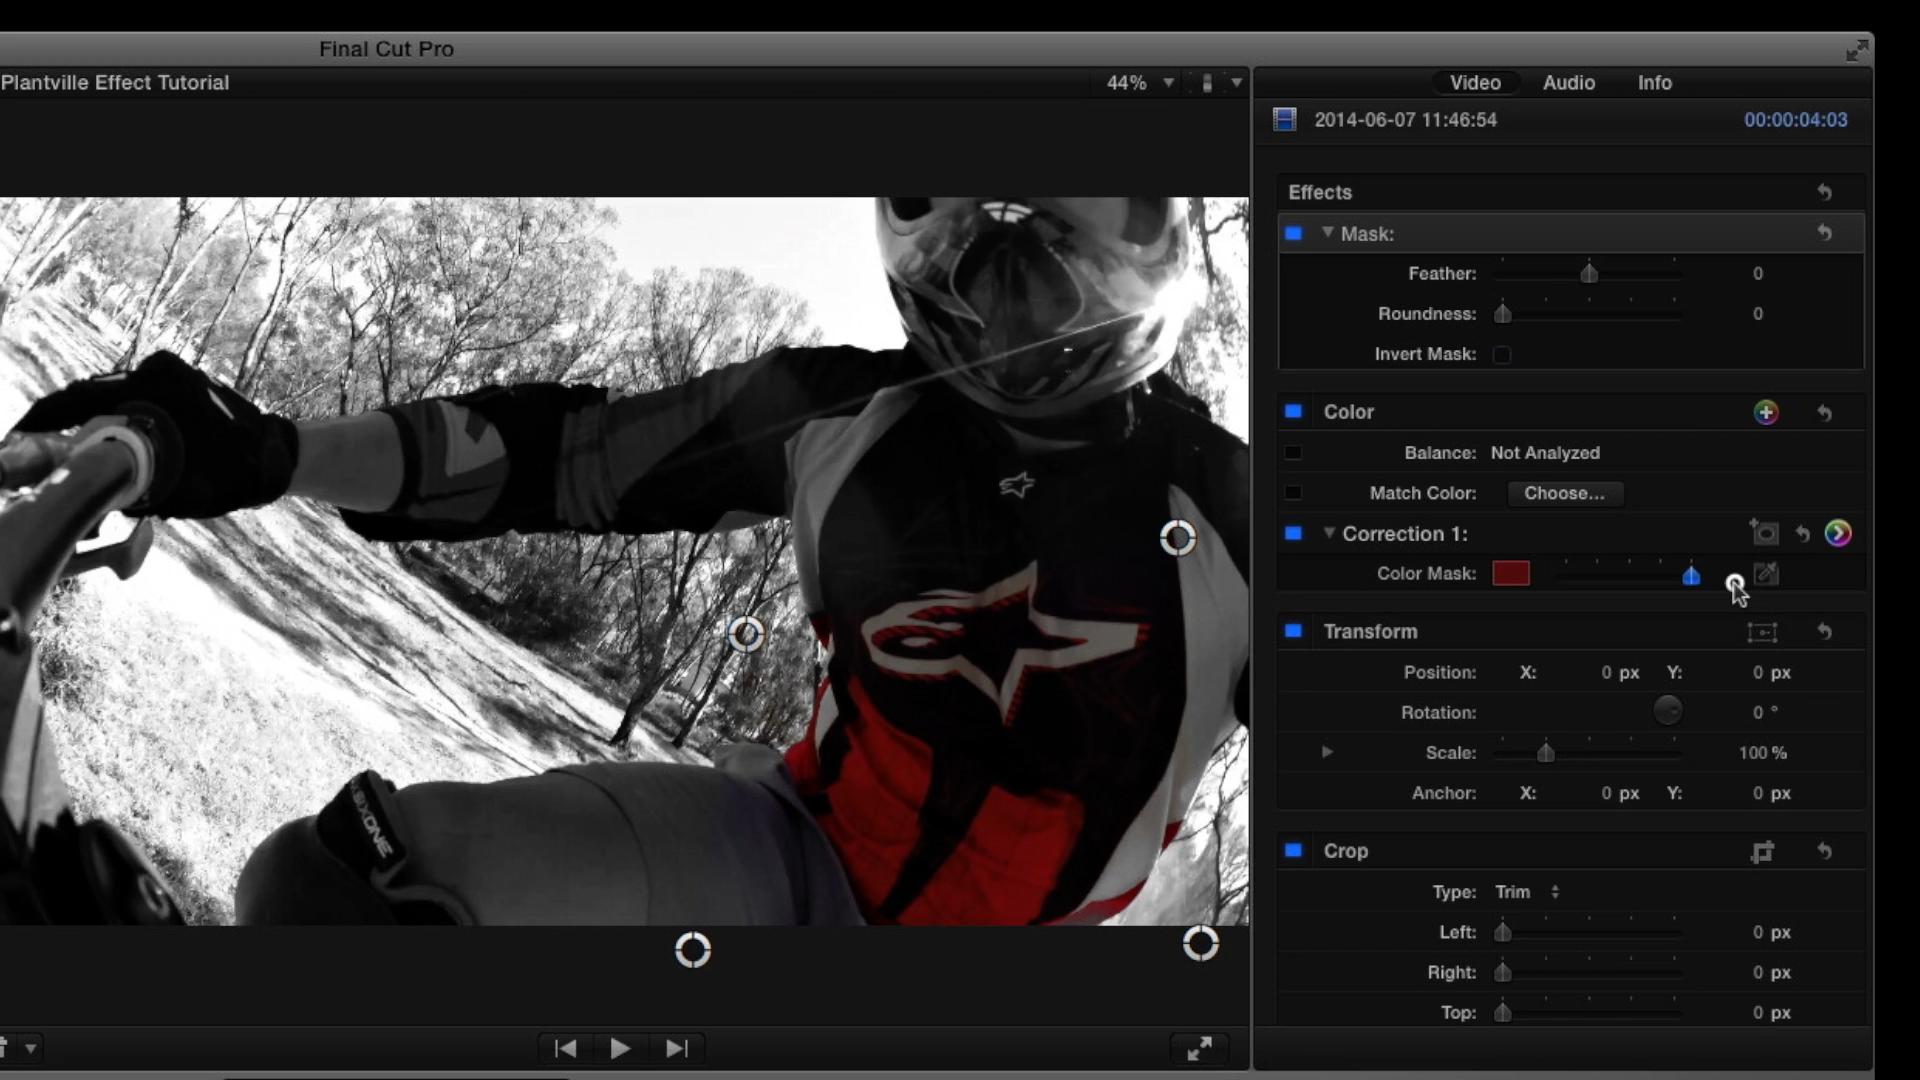 Final Cut Pro
Plantville Effect Tutorial
44%
Video Audio Info
2014-06-07 11:46:54 00:00:04:03
Effects
Mask:
Feather: 0
Roundness: 0
Invert Mask:
Color
Balance: Not Analyzed
Match Color: Choose...
Correction 1:
Color Mask:
Transform
Position: X: 0 px Y: 0 px
Rotation: 0 °
Scale: 100 %
Anchor: X: 0 px Y: 0 px
Crop
Type: Trim
Left: 0 px
Right: 0 px
Top: 0 px